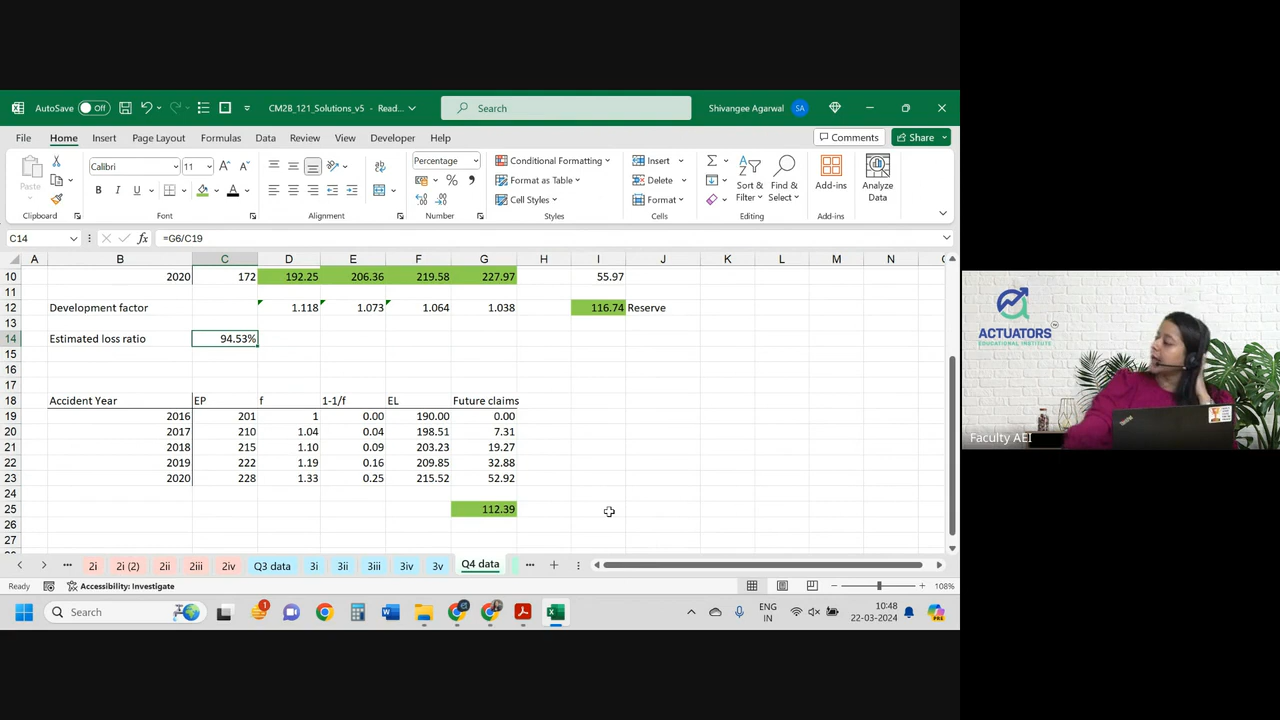 AutoSave Off CM2B_121_Solutions_v5 - Read... Search Shivangee Agarwal SA
File Home Insert Page Layout Formulas Data Review View Developer Help Comments Share
Paste Calibri 11 Percentage Conditional Formatting Insert
Format as Table Delete
Cell Styles Format
Sort & Filter Find & Select Add-ins Analyze Data
Clipboard Font Alignment Number Styles Cells Editing Add-ins
C14 fx =G6/C19
A B C D E F G H I J K L M N
10 2020 172 192.25 206.36 219.58 227.97 55.97
11
12 Development factor 1.118 1.073 1.064 1.038 116.74 Reserve
13
14 Estimated loss ratio 94.53%
15
16
17
18 Accident Year EP f 1-1/f EL Future claims
19 2016 201 1 0.00 190.00 0.00
20 2017 210 1.04 0.04 198.51 7.31
21 2018 215 1.10 0.09 203.23 19.27
22 2019 222 1.19 0.16 209.85 32.88
23 2020 228 1.33 0.25 215.52 52.92
24
25 112.39
26
27
2i 2i (2) 2ii 2iii 2iv Q3 data 3i 3ii 3iii 3iv 3v Q4 data
Ready Accessibility: Investigate 108%
Search ENG IN 10:48 22-03-2024
ACTUATORS
EDUCATIONAL INSTITUTE
Faculty AEI